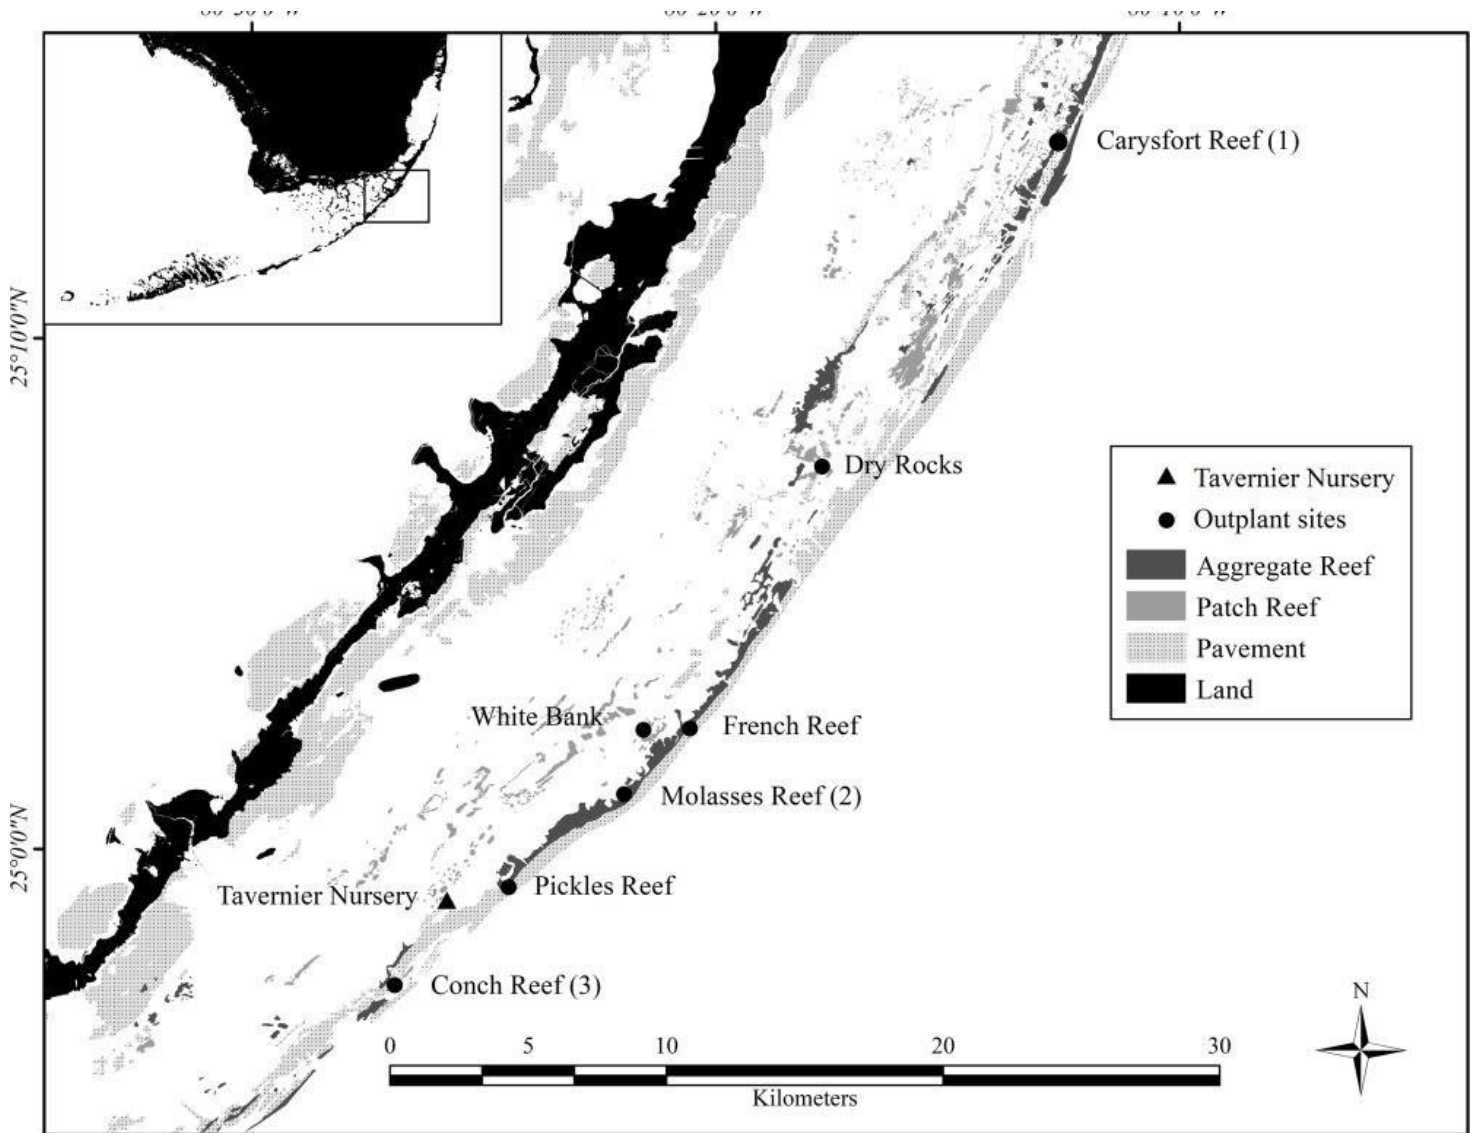 25°10'0"N
25°0'0"N
Carysfort Reef (1)
Dry Rocks
White Bank
French Reef
Molasses Reef (2)
Tavernier Nursery
Pickles Reef
Conch Reef (3)
Tavernier Nursery
Outplant sites
Aggregate Reef
Patch Reef
Pavement
Land
N
0 5 10 20 30
Kilometers